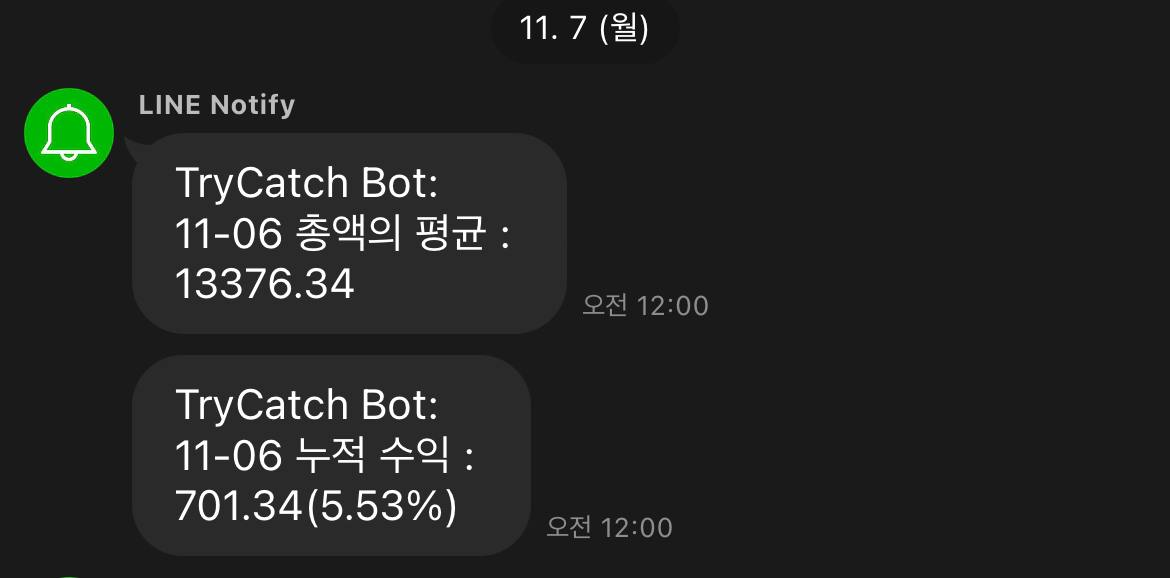 11. 7 (월)
LINE Notify
TryCatch Bot:
11-06 총액의 평균 :
13376.34
오전 12:00
TryCatch Bot:
11-06 누적 수익 :
701.34(5.53%)
오전 12:00